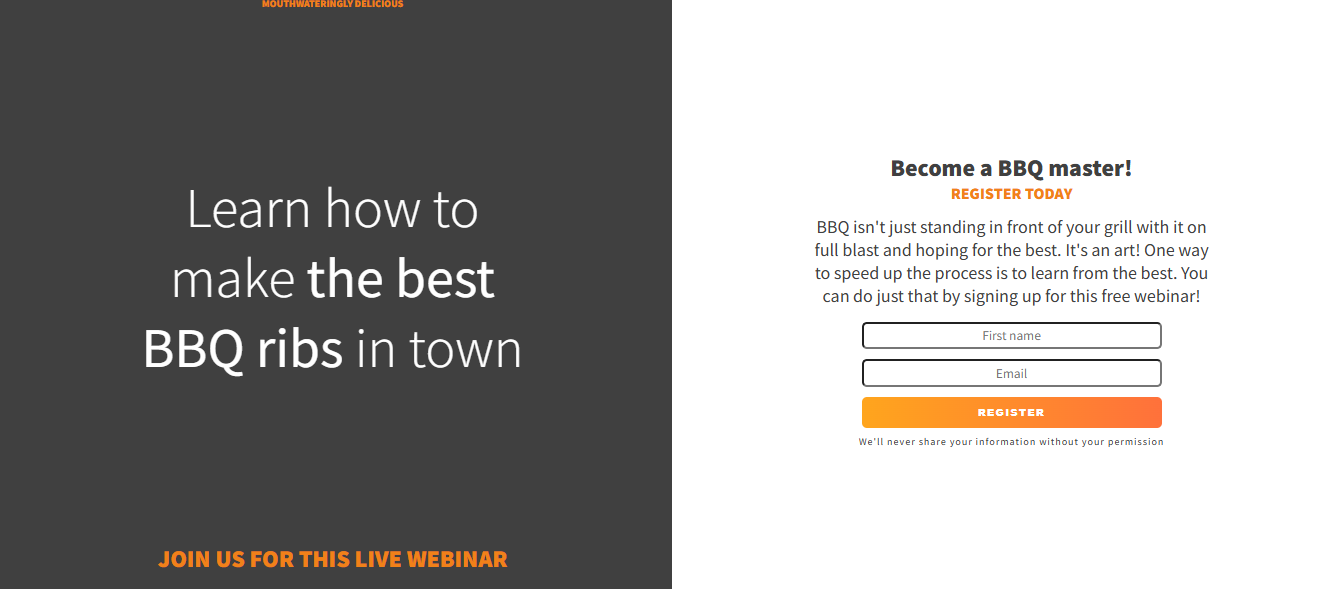 MOUTHWATERINGLY DELICIOUS
Learn how to
make the best
BBQ ribs in town
JOIN US FOR THIS LIVE WEBINAR
Become a BBQ master!
REGISTER TODAY
BBQ isn't just standing in front of your grill with it on
full blast and hoping for the best. It's an art! One way
to speed up the process is to learn from the best. You
can do just that by signing up for this free webinar!
First name
Email
REGISTER
We'll never share your information without your permission